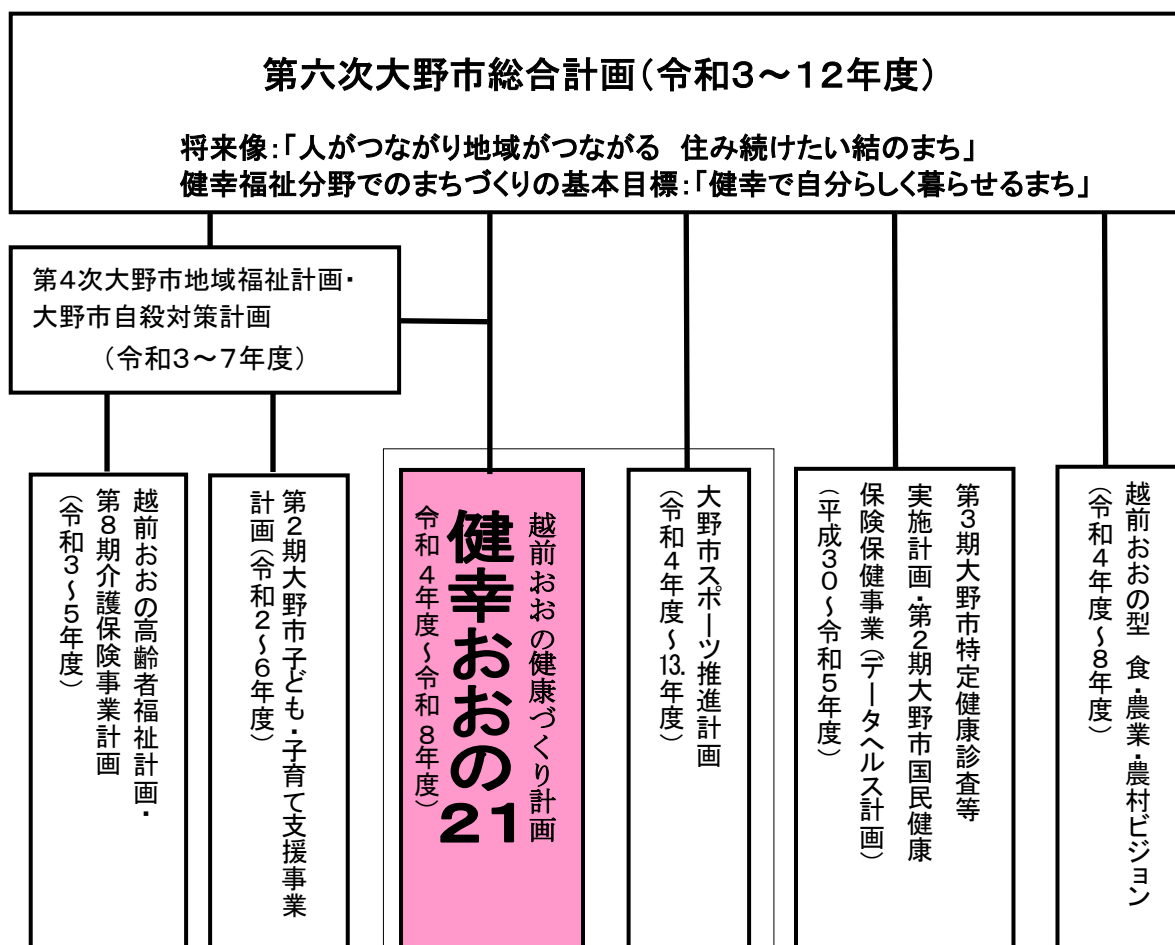 第六次大野市総合計画(令和3～12年度)
将来像:「人がつながり地域がつながる 住み続けたい結のまち」
健幸福祉分野でのまちづくりの基本目標:「健幸で自分らしく暮らせるまち」
第4次大野市地域福祉計画・
大野市自殺対策計画
(令和3～7年度)
越前おおの高齢者福祉計画・
第8期介護保険事業計画
(令和3～5年度)
第2期大野市子ども・子育て支援事業
計画(令和2～6年度)
越前おおの健康づくり計画
健幸おおの21
令和4年度～令和8年度)
大野市スポーツ推進計画
(令和4年度～13.年度)
第3期大野市特定健康診査等
実施計画・第2期大野市国民健康
保険保健事業(データヘルス計画)
(平成30～令和5年度)
越前おおの型 食・農業・農村ビジョン
(令和4年度～8年度)